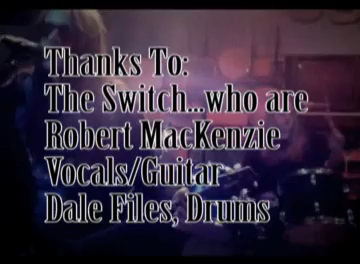 Thanks To:
The Switch...who are
Robert MacKenzie
Vocals/Guitar
Dale Files, Drums